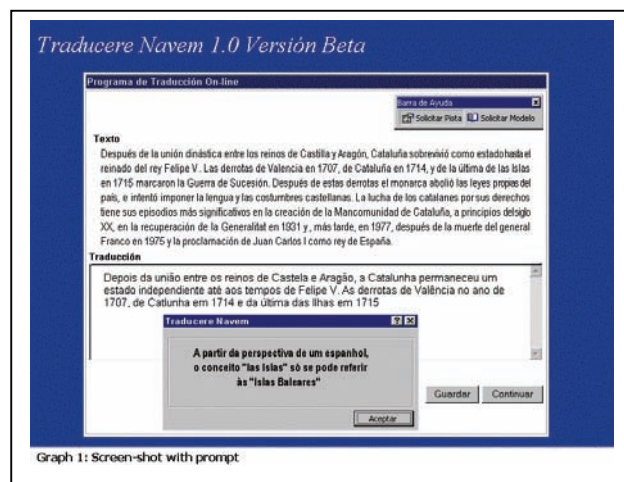 Traducere Navem 1.0 Versión Beta
Programa de Traducción On-line
Barra de Ayuda
Solicitar Pista Solicitar Modelo
Texto
Después de la unión dinástica entre los reinos de Castilla y Aragón, Cataluña sobrevivió como estado hasta el
reinado del rey Felipe V. Las derrotas de Valencia en 1707, de Cataluña en 1714, y de la última de las Islas
en 1715 marcaron la Guerra de Sucesión. Después de estas derrotas el monarca abolió las leyes propias del
país, e intentó imponer la lengua y las costumbres castellanas. La lucha de los catalanes por sus derechos
tiene sus episodios más significativos en la creación de la Mancomunidad de Cataluña, a principios del siglo
XX, en la recuperación de la Generalitat en 1931 y, más tarde, en 1977, después de la muerte del general
Franco en 1975 y la proclamación de Juan Carlos I como rey de España.
Traducción
Depois da união entre os reinos de Castela e Aragão, a Catalunha permaneceu um
estado independiente até aos tempos de Felipe V. As derrotas de Valência no ano de
1707, de Catlunha em 1714 e da última das Ilhas em 1715
Traducere Navem
A partir da perspectiva de um espanhol,
o conceito "las Islas" só se pode referir
às "Islas Baleares"
Aceptar
Guardar Continuar
Graph 1: Screen-shot with prompt